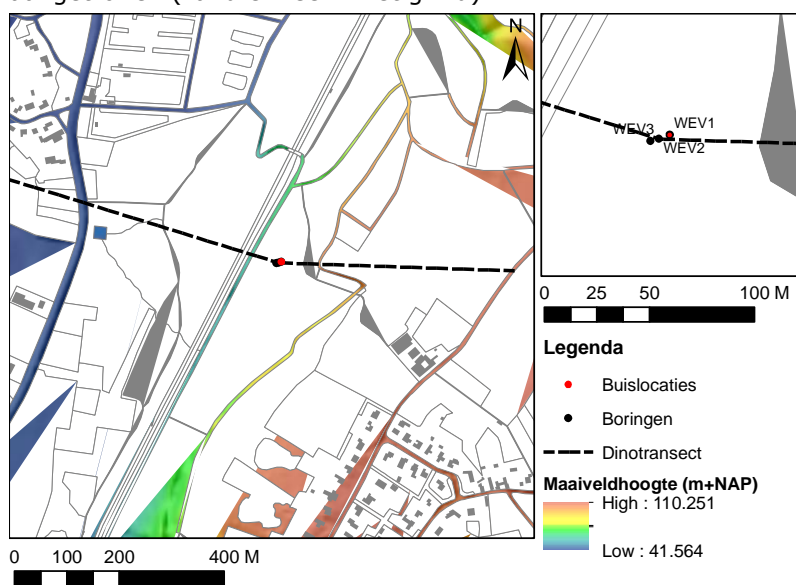 N
WEV3
WEV1
WEV2
0 25 50 100 M
Legenda
Buislocaties
Boringen
Dinotransect
Maaiveldhoogte (m+NAP)
High : 110.251
Low : 41.564
0 100 200 400 M